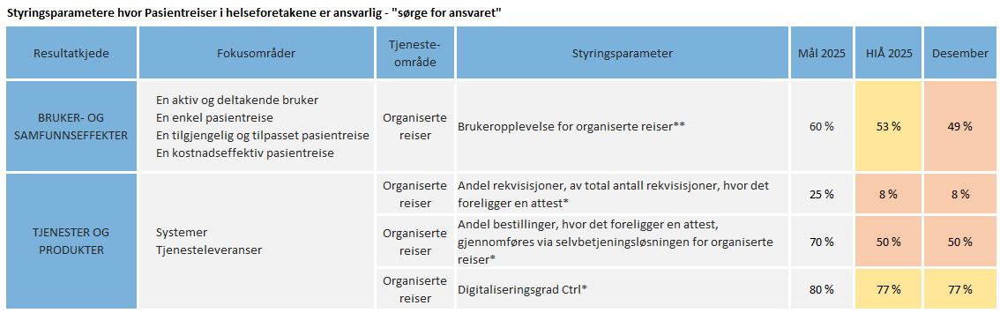 Styringsparametere hvor Pasientreiser i helseforetakene er ansvarlig - "sørge for ansvaret"
Resultatkjede
Fokusområder
Tjeneste-
område
Styringsparameter
Mål 2025
HIÅ 2025
Desember
BRUKER- OG
SAMFUNNSEFFEKTER
En aktiv og deltakende bruker
En enkel pasientreise
En tilgjengelig og tilpasset pasientreise
En kostnadseffektiv pasientreise
Organiserte
reiser
Brukeropplevelse for organiserte reiser**
60 %
53 %
49 %
TJENESTER OG
PRODUKTER
Systemer
Tjenesteleveranser
Organiserte
reiser
Andel rekvisisjoner, av total antall rekvisisjoner, hvor det
foreligger en attest*
25 %
8 %
8 %
Organiserte
reiser
Andel bestillinger, hvor det foreligger en attest,
gjennomføres via selvbetjeningsløsningen for organiserte
reiser*
70 %
50 %
50 %
Organiserte
reiser
Digitaliseringsgrad Ctrl*
80 %
77 %
77 %